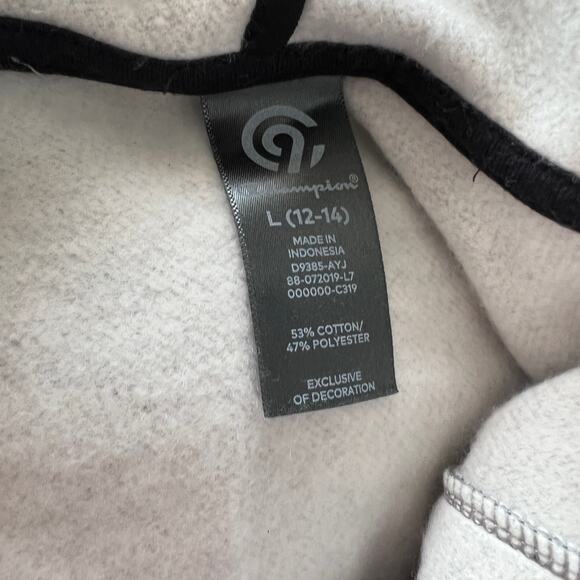 C9
Champion®
L (12-14)
MADE IN
INDONESIA
D9385-AYJ
88-072019-L7
000000-C319
53% COTTON/
47% POLYESTER
EXCLUSIVE
OF DECORATION